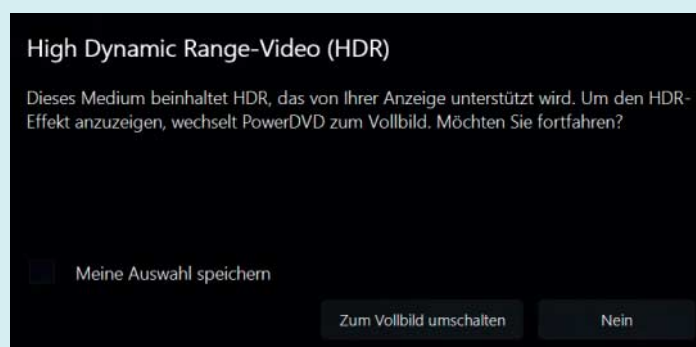 High Dynamic Range-Video (HDR)
Dieses Medium beinhaltet HDR, das von Ihrer Anzeige unterstützt wird. Um den HDR-
Effekt anzuzeigen, wechselt PowerDVD zum Vollbild. Möchten Sie fortfahren?
Meine Auswahl speichern
Zum Vollbild umschalten
Nein